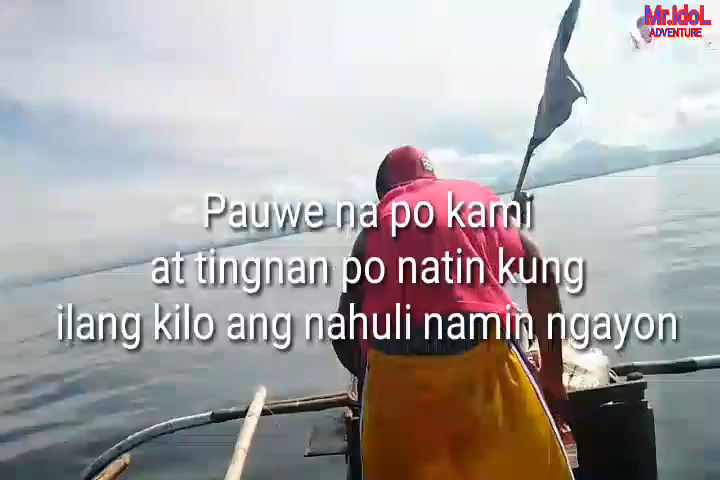 Mr.IdoL
ADVENTURE
Pauwe na po kami
at tingnan po natin kung
ilang kilo ang nahuli namin ngayon